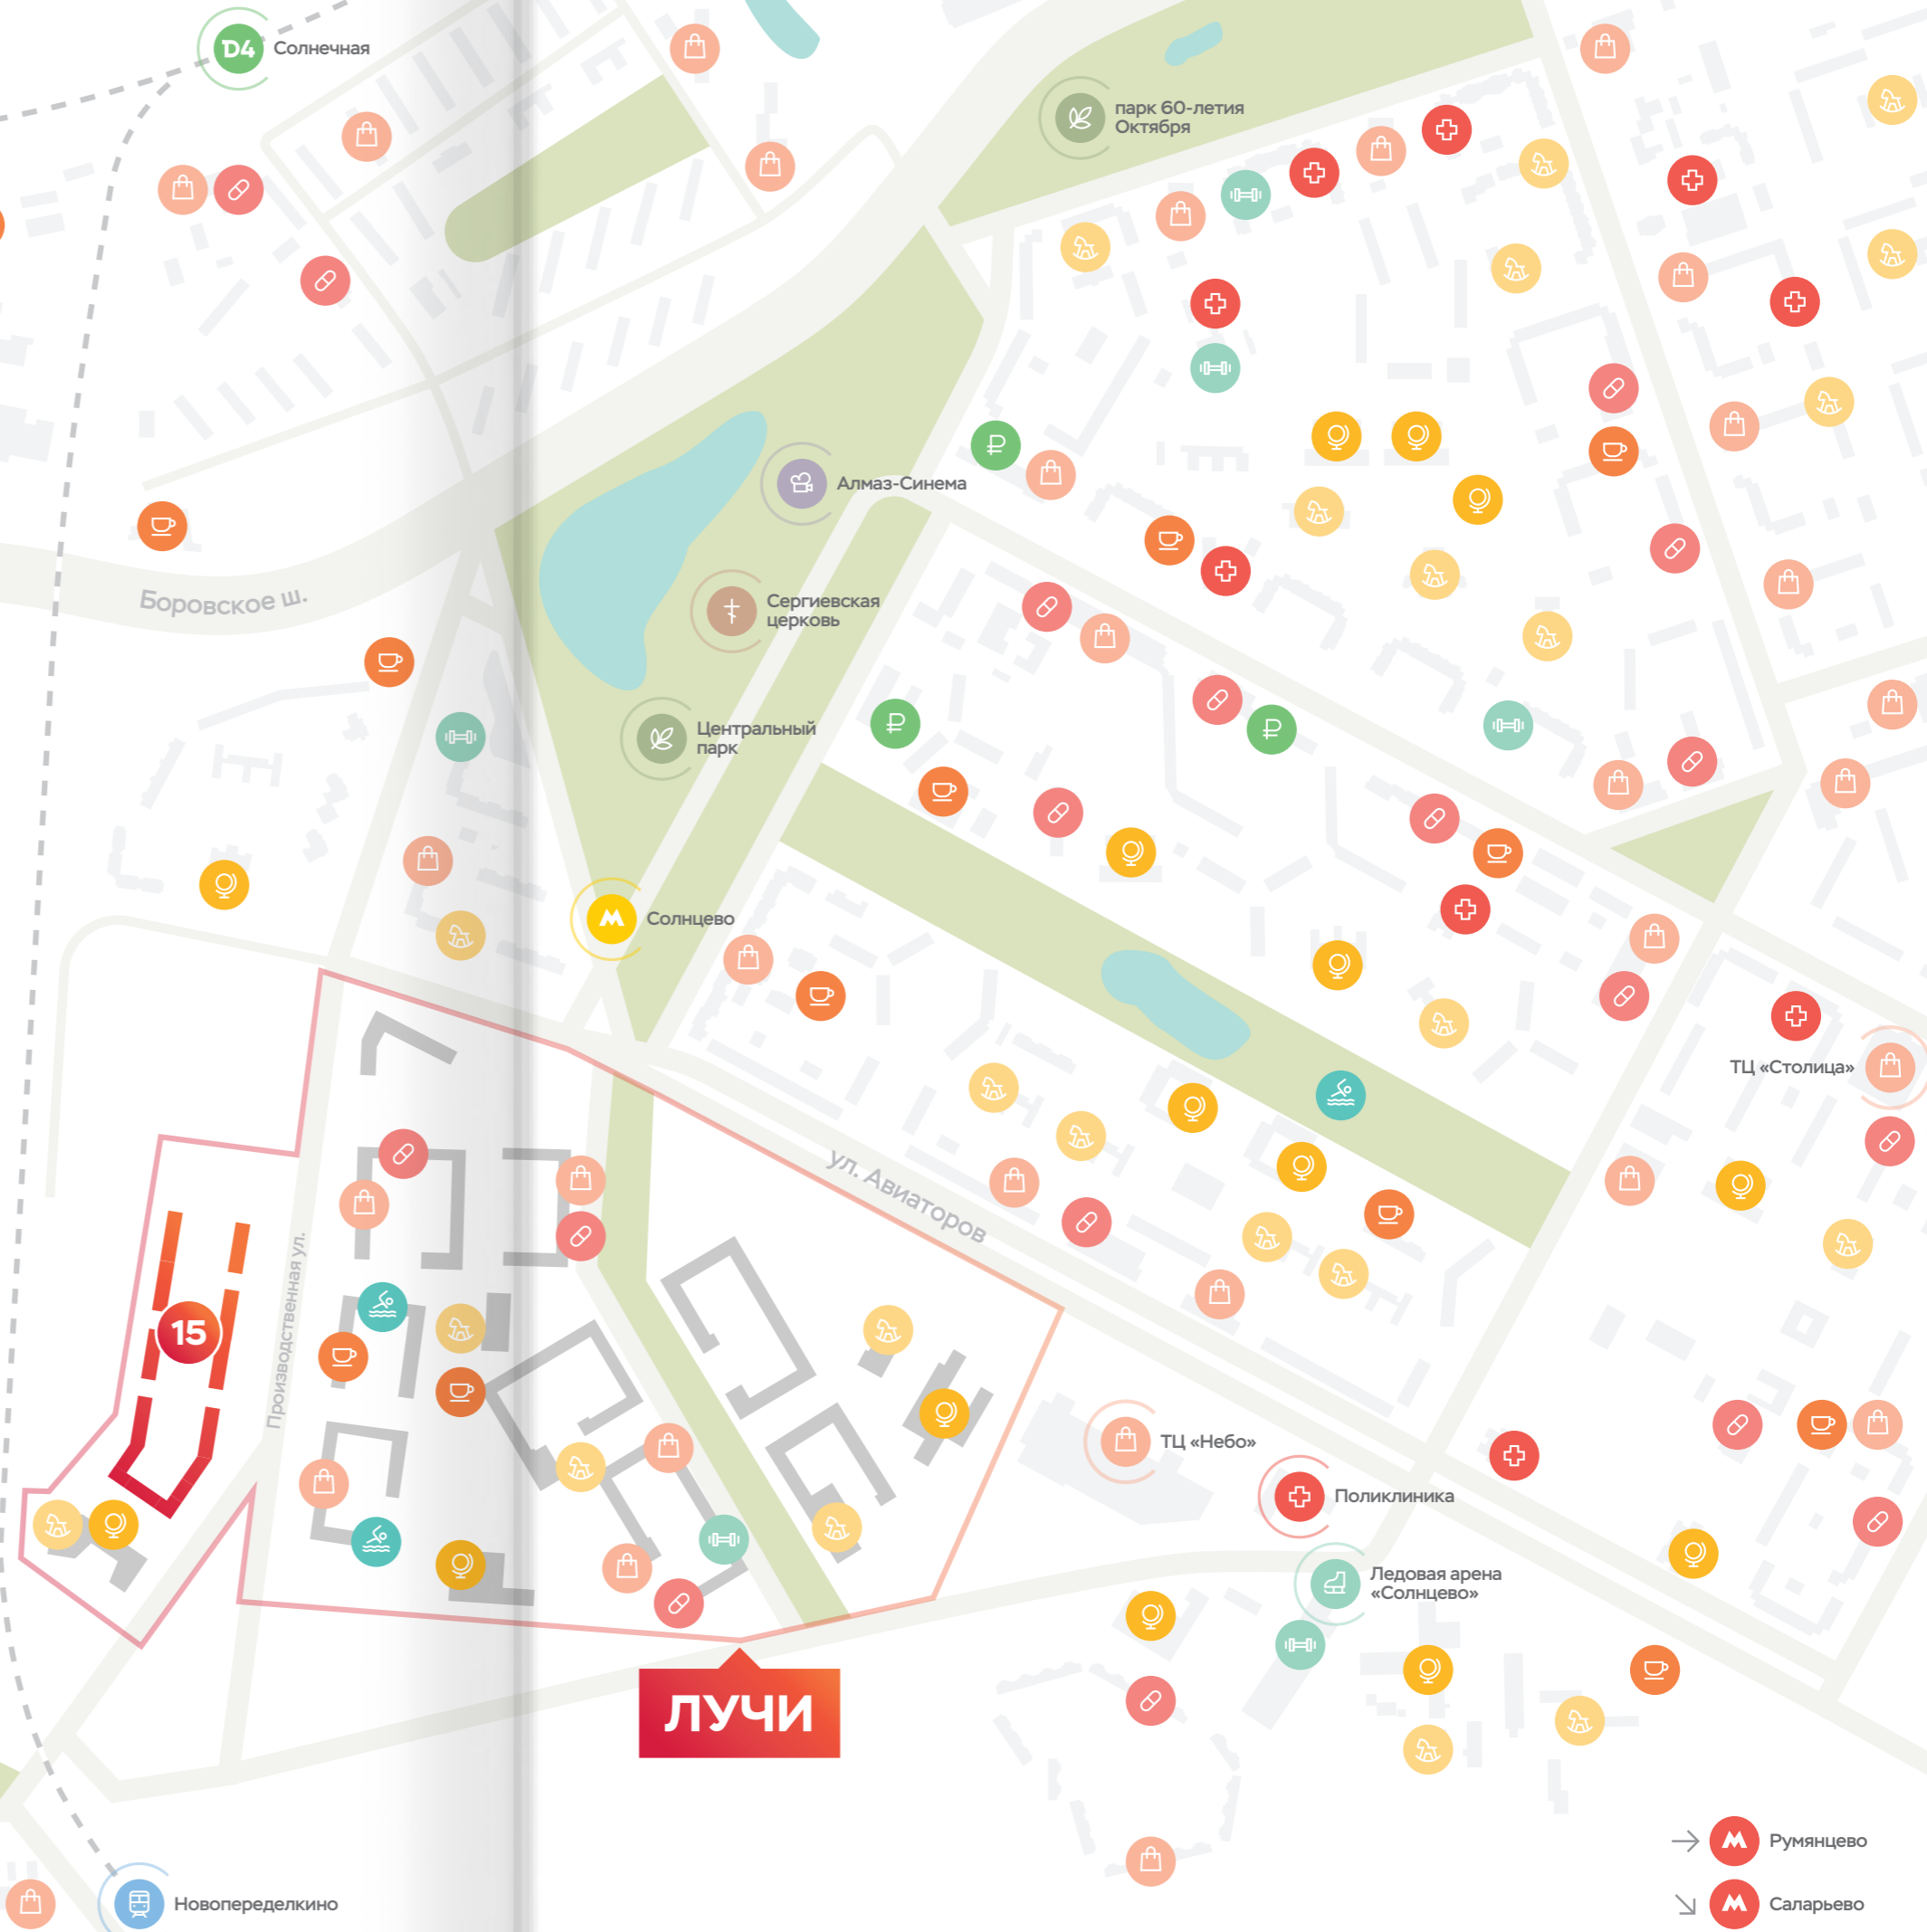 D4 Солнечная
парк 60-летия
Октября
Алмаз-Синема
Боровское ш.
Сергиевская
церковь
Центральный
парк
М Солнцево
ТЦ «Столица»
ул. Авиаторов
Производственная ул.
15
ТЦ «Небо»
Поликлиника
Ледовая арена
«Солнцево»
ЛУЧИ
М Румянцево
М Саларьево
Новопеределкино